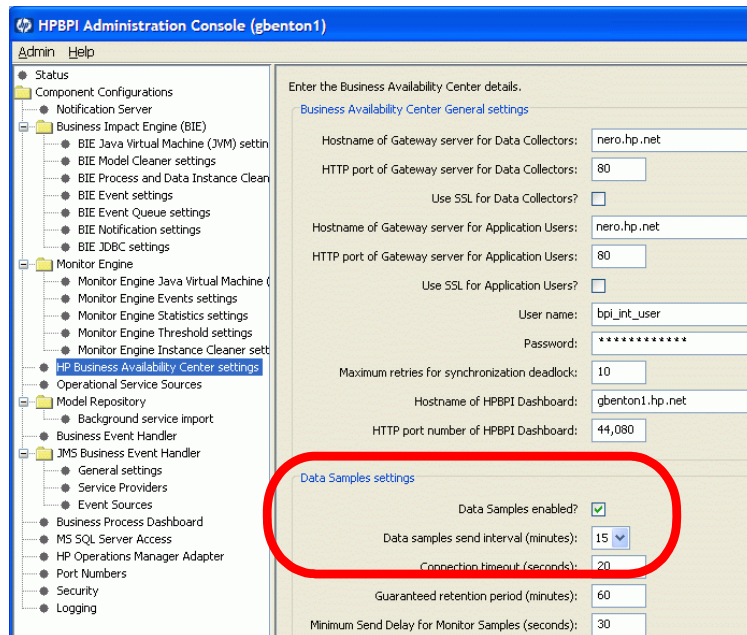 HPBPI Administration Console (gbenton1)
Admin Help
Status
Component Configurations
Notification Server
Business Impact Engine (BIE)
BIE Java Virtual Machine (JVM) settin
BIE Model Cleaner settings
BIE Process and Data Instance Clean
BIE Event settings
BIE Event Queue settings
BIE Notification settings
BIE JDBC settings
Monitor Engine
Monitor Engine Java Virtual Machine (
Monitor Engine Events settings
Monitor Engine Statistics settings
Monitor Engine Threshold settings
Monitor Engine Instance Cleaner sett
HP Business Availability Center settings
Operational Service Sources
Model Repository
Background service import
Business Event Handler
JMS Business Event Handler
General settings
Service Providers
Event Sources
Business Process Dashboard
MS SQL Server Access
HP Operations Manager Adapter
Port Numbers
Security
Logging
Enter the Business Availability Center details.
Business Availability Center General settings
Hostname of Gateway server for Data Collectors: nero.hp.net
HTTP port of Gateway server for Data Collectors: 80
Use SSL for Data Collectors?
Hostname of Gateway server for Application Users: nero.hp.net
HTTP port of Gateway server for Application Users: 80
Use SSL for Application Users?
User name: bpi_int_user
Password: ************
Maximum retries for synchronization deadlock: 10
Hostname of HPBPI Dashboard: gbenton1.hp.net
HTTP port number of HPBPI Dashboard: 44,080
Data Samples settings
Data Samples enabled?
Data samples send interval (minutes): 15
Connection timeout (seconds): 20
Guaranteed retention period (minutes): 60
Minimum Send Delay for Monitor Samples (seconds): 30